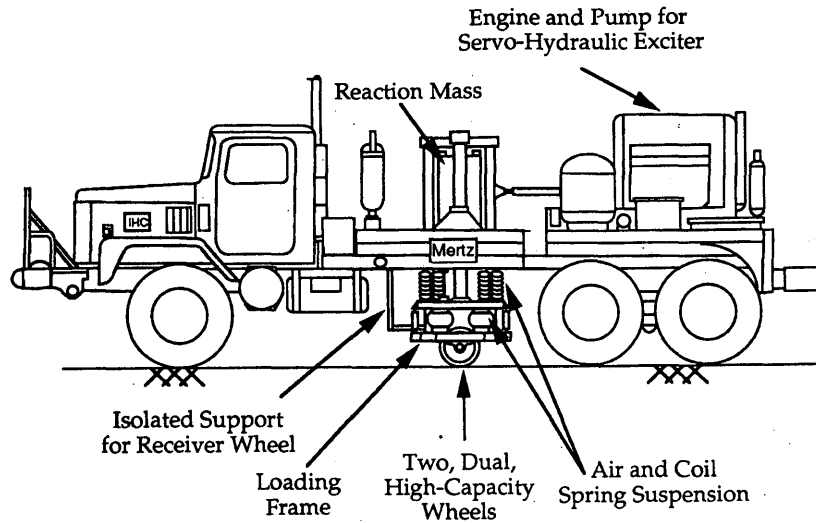 Engine and Pump for
Servo-Hydraulic Exciter
Reaction Mass
IHC
Mertz
Isolated Support
for Receiver Wheel
Loading
Frame
Two, Dual,
High-Capacity
Wheels
Air and Coil
Spring Suspension